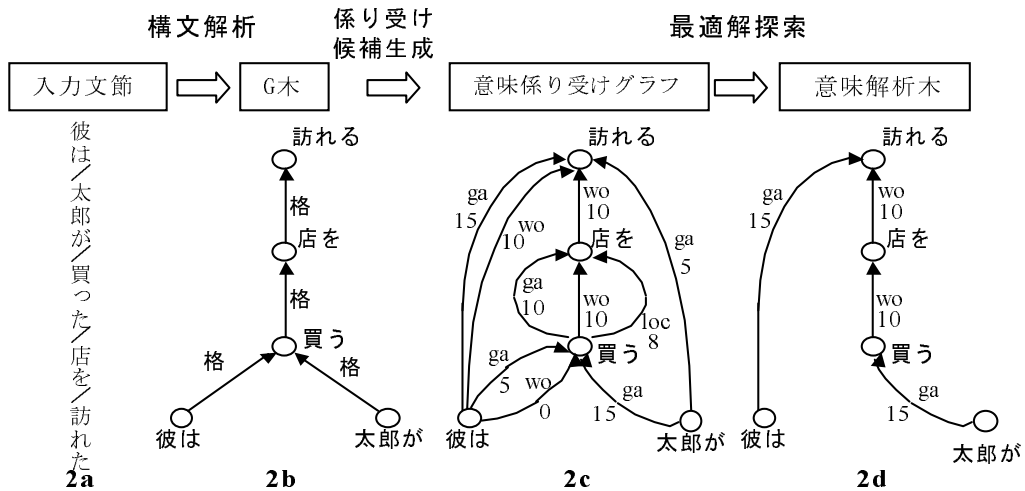 構文解析
係り受け
候補生成
最適解探索
入力文節
G木
意味係り受けグラフ
意味解析木
彼は/太郎が/買った/店を/訪れた
2a
訪れる
格
店を
格
買う
格
格
彼は
太郎が
2b
訪れる
ga
15
wo
10
wo
10
店を
ga
5
ga
10
wo
10
loc
8
買う
ga
5
wo
0
ga
15
彼は
太郎が
2c
訪れる
ga
15
wo
10
店を
wo
10
買う
ga
15
彼は
太郎が
2d